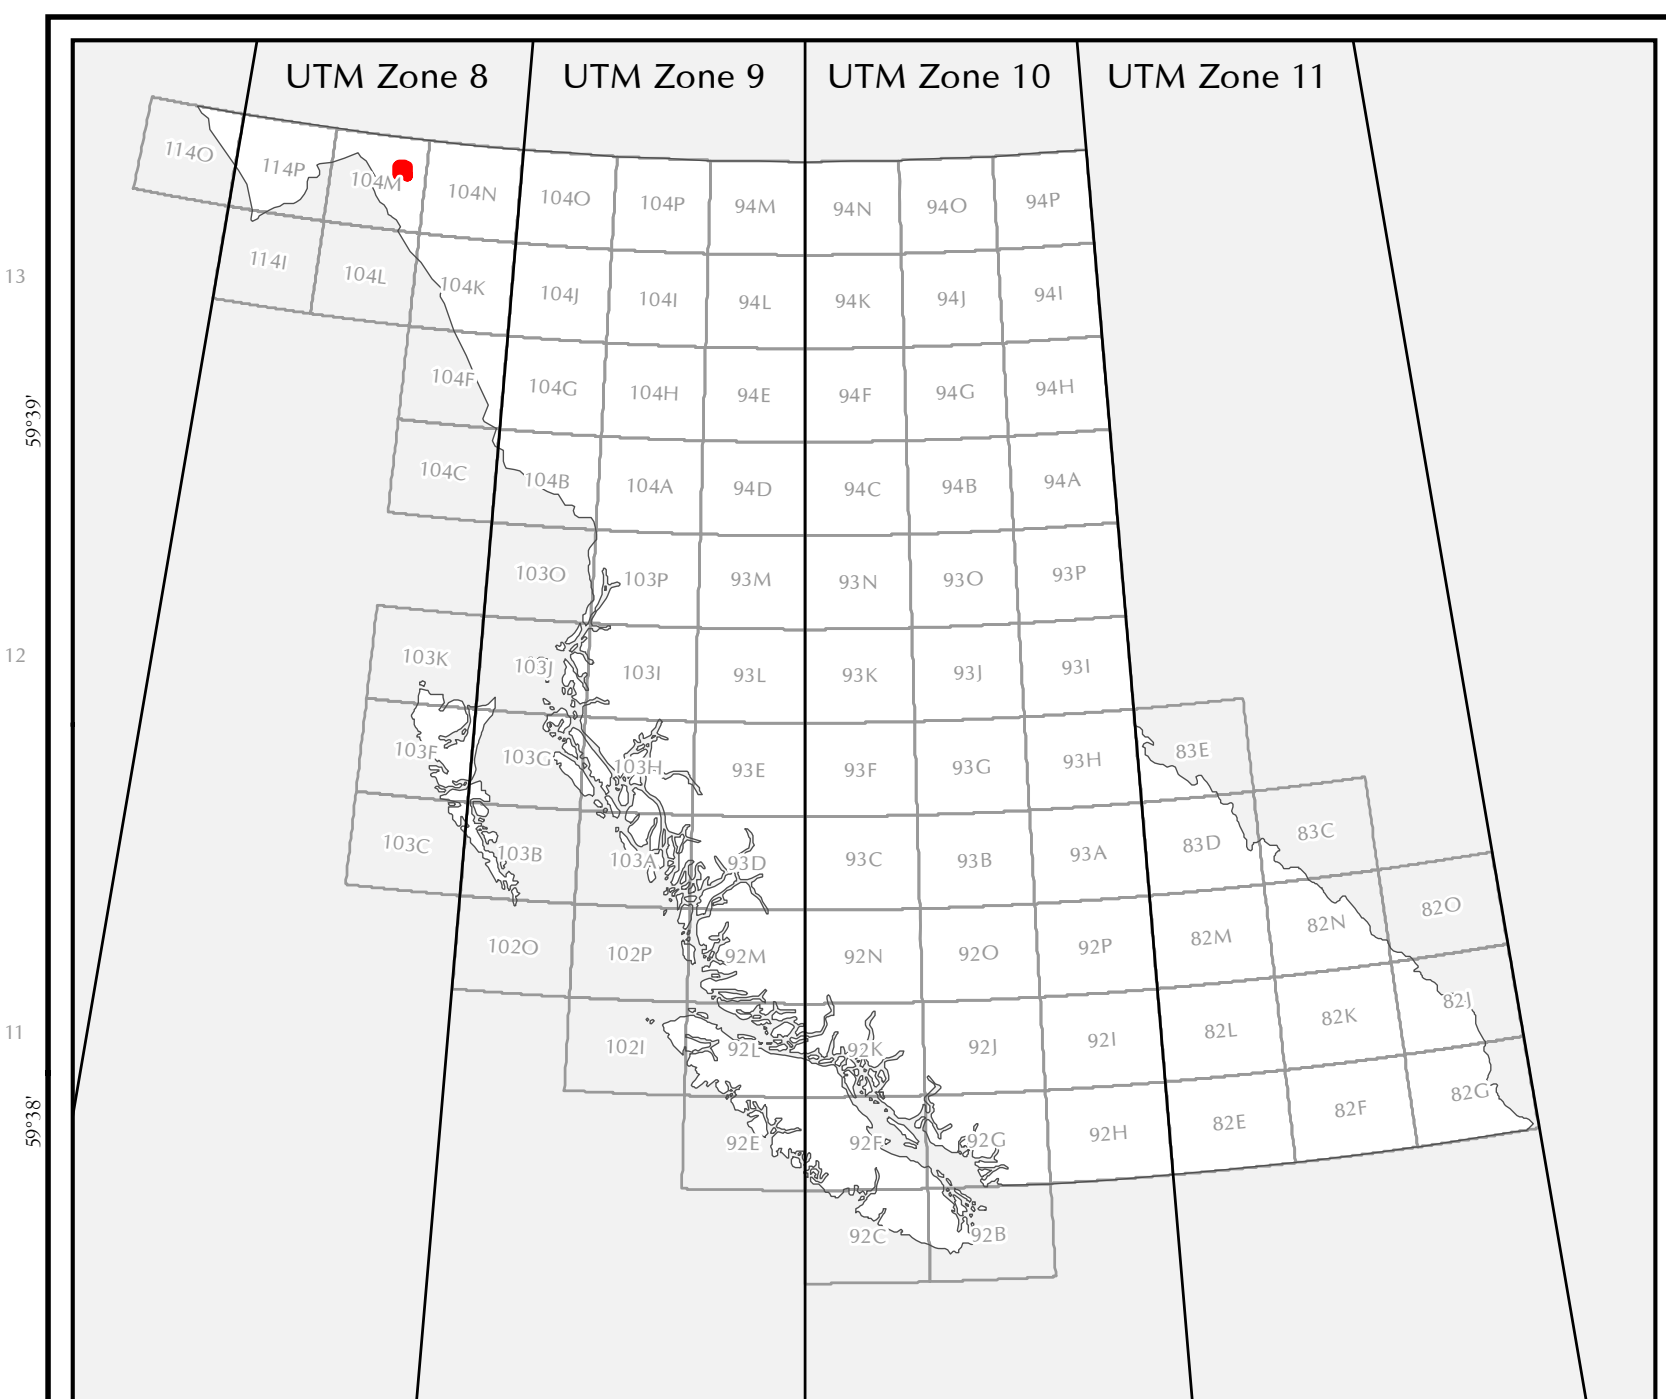 UTM Zone 8 UTM Zone 9 UTM Zone 10 UTM Zone 11
114O 114P 104M 104N 104O 104P 94M 94N 94O 94P
13
114I 104L 104K 104J 104I 94L 94K 94J 94I
59°39'
104F 104G 104H 94E 94F 94G 94H
104C 104B 104A 94D 94C 94B 94A
103O 103P 93M 93N 93O 93P
12
103K 103J 103I 93L 93K 93J 93I
103F 103G 103H 93E 93F 93G 93H 83E
103C 103B 103A 93D 93C 93B 93A 83D 83C
102O 102P 92M 92N 92O 92P 82M 82N 82O
11
102I 92L 92K 92J 92I 82L 82K 82J
59°38'
92E 92F 92G 92H 82E 82F 82G
92C 92B